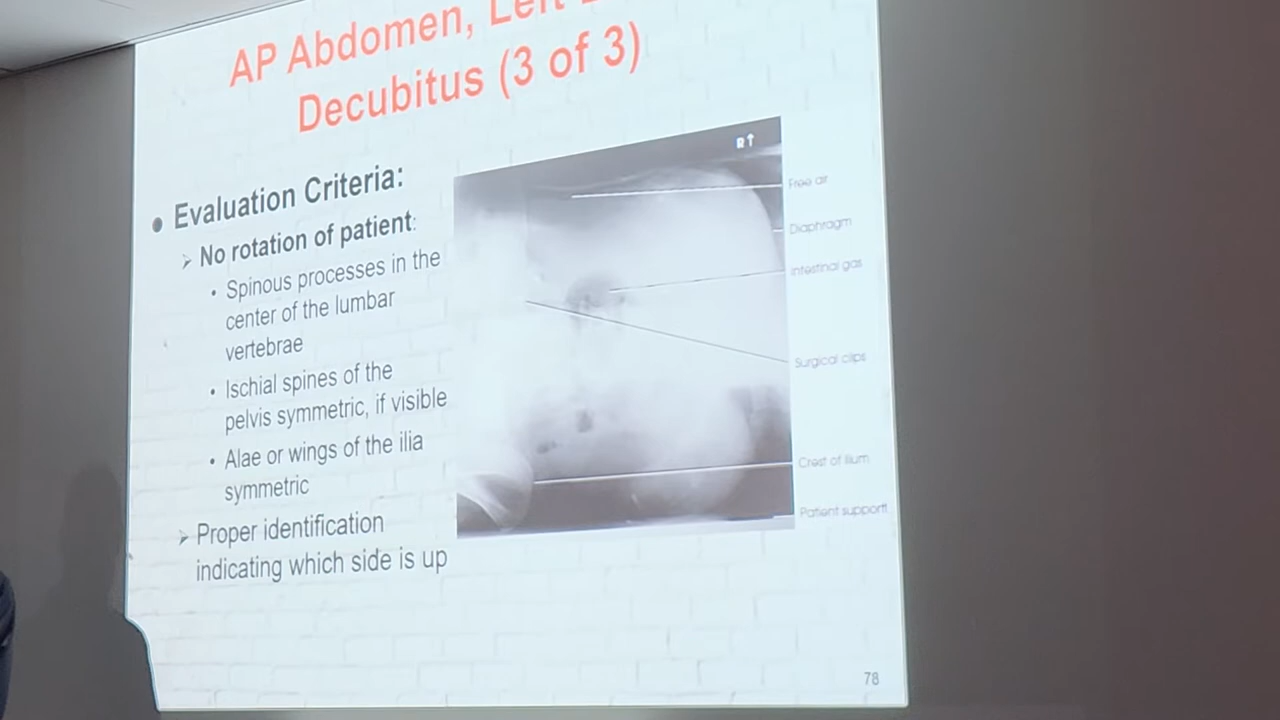 AP Abdomen, Left
Decubitus (3 of 3)
• Evaluation Criteria:
➢ No rotation of patient:
• Spinous processes in the
center of the lumbar
vertebrae
• Ischial spines of the
pelvis symmetric, if visible
• Alae or wings of the ilia
symmetric
➢ Proper identification
indicating which side is up
R↑
Free air
Diaphragm
Intestinal gas
Surgical clips
Crest of ilium
Patient support
78